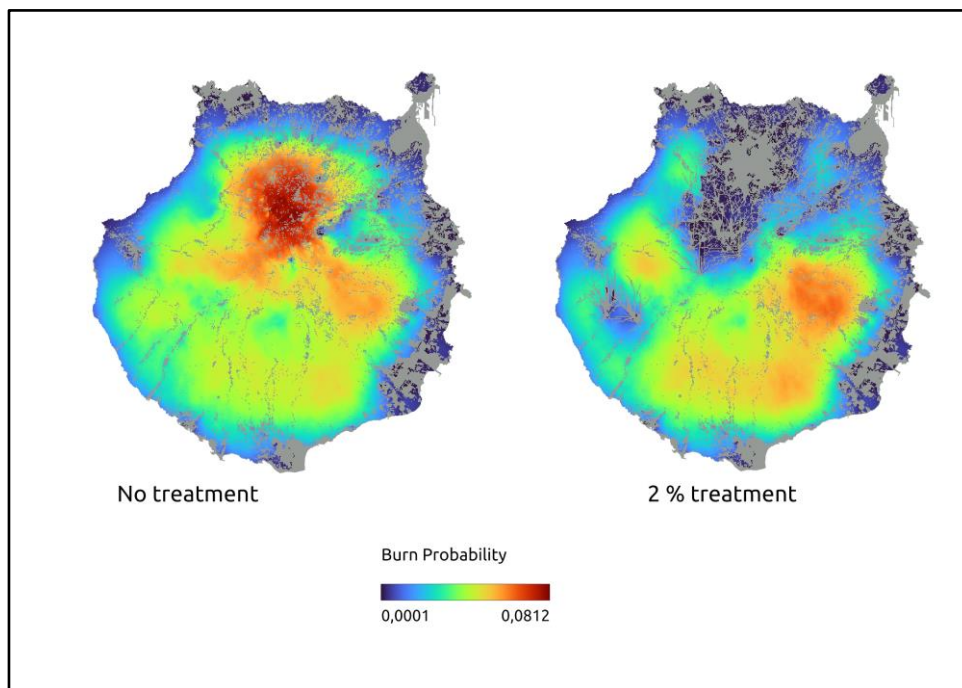 No treatment
2 % treatment
Burn Probability
0,0001
0,0812